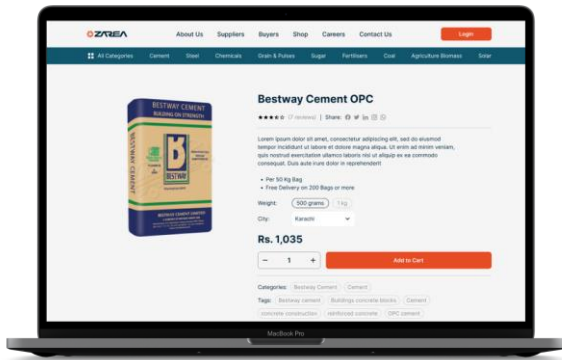 OZAREA
About Us Suppliers Buyers Shop Careers Contact Us Login
All Categories Cement Steel Chemicals Grain & Pulses Sugar Fertilisers Coal Agriculture Biomass Solar
BESTWAY CEMENT
BUILDING ON STRENGTH
BESTWAY CEMENT
BESTWAY
BESTWAY CEMENT LIMITED
Bestway Cement OPC
(7 reviews) | Share:
Lorem ipsum dolor sit amet, consectetur adipiscing elit, sed do eiusmod
tempor incididunt ut labore et dolore magna aliqua. Ut enim ad minim veniam,
quis nostrud exercitation ullamco laboris nisi ut aliquip ex ea commodo
consequat. Duis aute irure dolor in reprehenderit
• Per 50 Kg Bag
• Free Delivery on 200 Bags or more
Weight: 500 grams 1 kg
City: Karachi
Rs. 1,035
− 1 + Add to Cart
Categories: Bestway Cement Cement
Tags: Bestway cement Buildings concrete blocks Cement
concrete construction reinforced concrete OPC cement
MacBook Pro